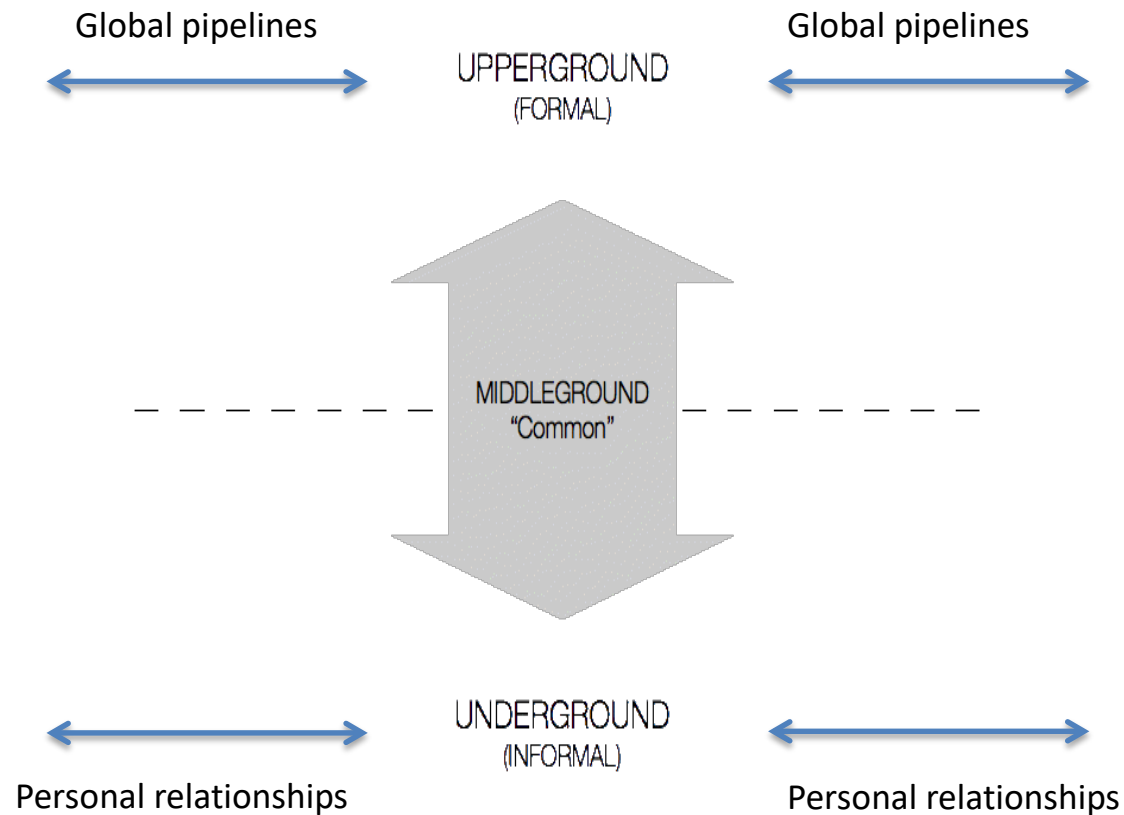 Global pipelines
Global pipelines
UPPERGROUND
(FORMAL)
MIDDLEGROUND
“Common”
UNDERGROUND
(INFORMAL)
Personal relationships
Personal relationships